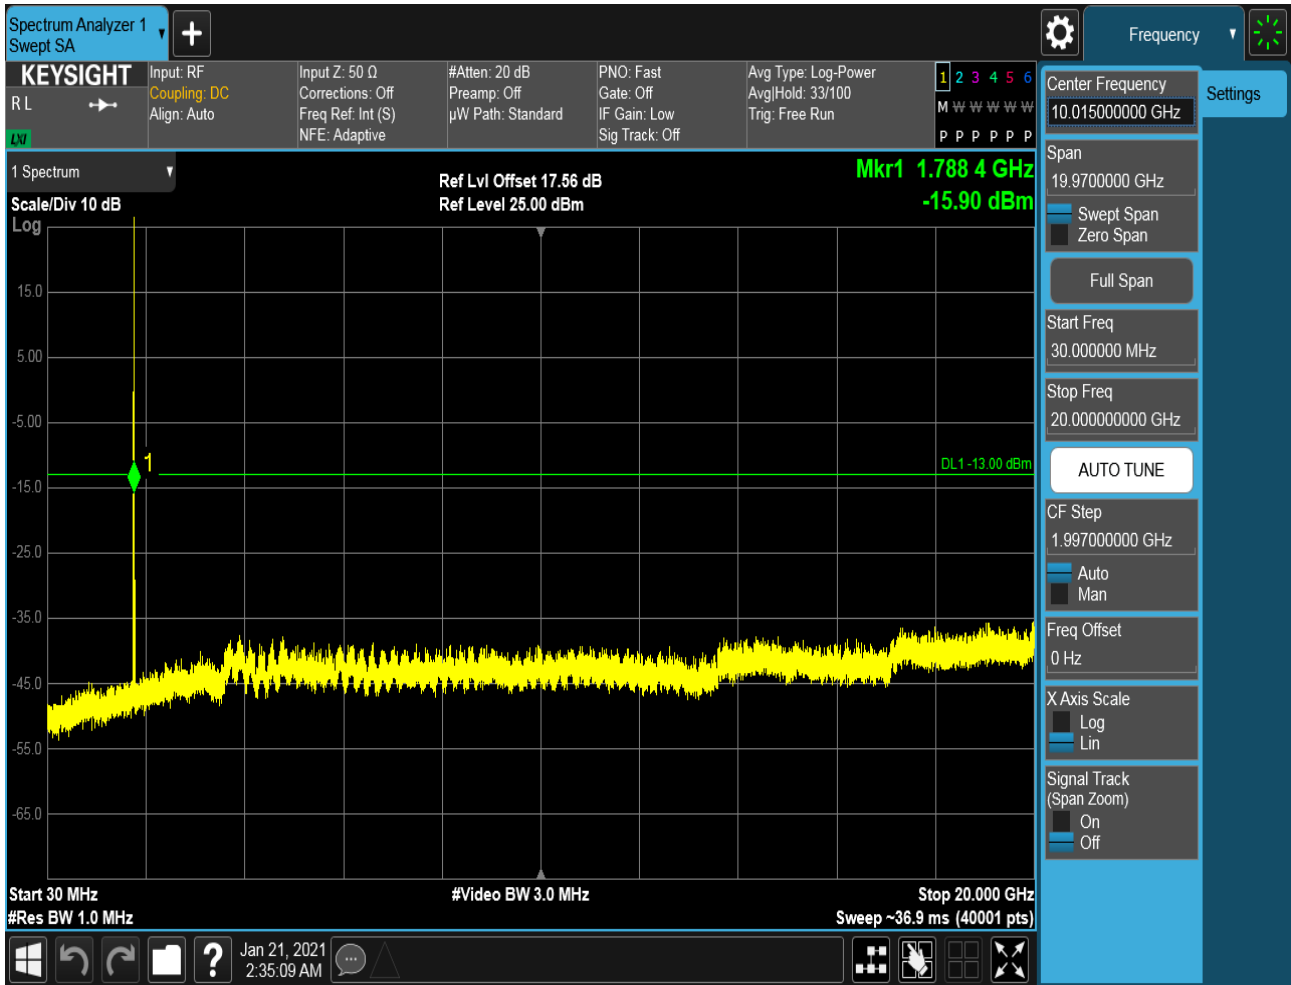 Spectrum Analyzer 1
Swept SA
Frequency
KEYSIGHT
R L
LXI
Input: RF
Coupling: DC
Align: Auto
Input Z: 50 Ω
Corrections: Off
Freq Ref: Int (S)
NFE: Adaptive
#Atten: 20 dB
Preamp: Off
µW Path: Standard
PNO: Fast
Gate: Off
IF Gain: Low
Sig Track: Off
Avg Type: Log-Power
Avg|Hold: 33/100
Trig: Free Run
1 2 3 4 5 6
M W W W W W
P P P P P P
1 Spectrum
Scale/Div 10 dB
Log
Ref Lvl Offset 17.56 dB
Ref Level 25.00 dBm
Mkr1 1.788 4 GHz
-15.90 dBm
15.0
5.00
-5.00
-15.0
-25.0
-35.0
-45.0
-55.0
-65.0
1
DL1 -13.00 dBm
Start 30 MHz
#Res BW 1.0 MHz
#Video BW 3.0 MHz
Stop 20.000 GHz
Sweep ~36.9 ms (40001 pts)
Center Frequency
10.015000000 GHz
Span
19.9700000 GHz
Swept Span
Zero Span
Full Span
Start Freq
30.000000 MHz
Stop Freq
20.000000000 GHz
AUTO TUNE
CF Step
1.997000000 GHz
Auto
Man
Freq Offset
0 Hz
X Axis Scale
Log
Lin
Signal Track
(Span Zoom)
On
Off
Settings
?
Jan 21, 2021
2:35:09 AM